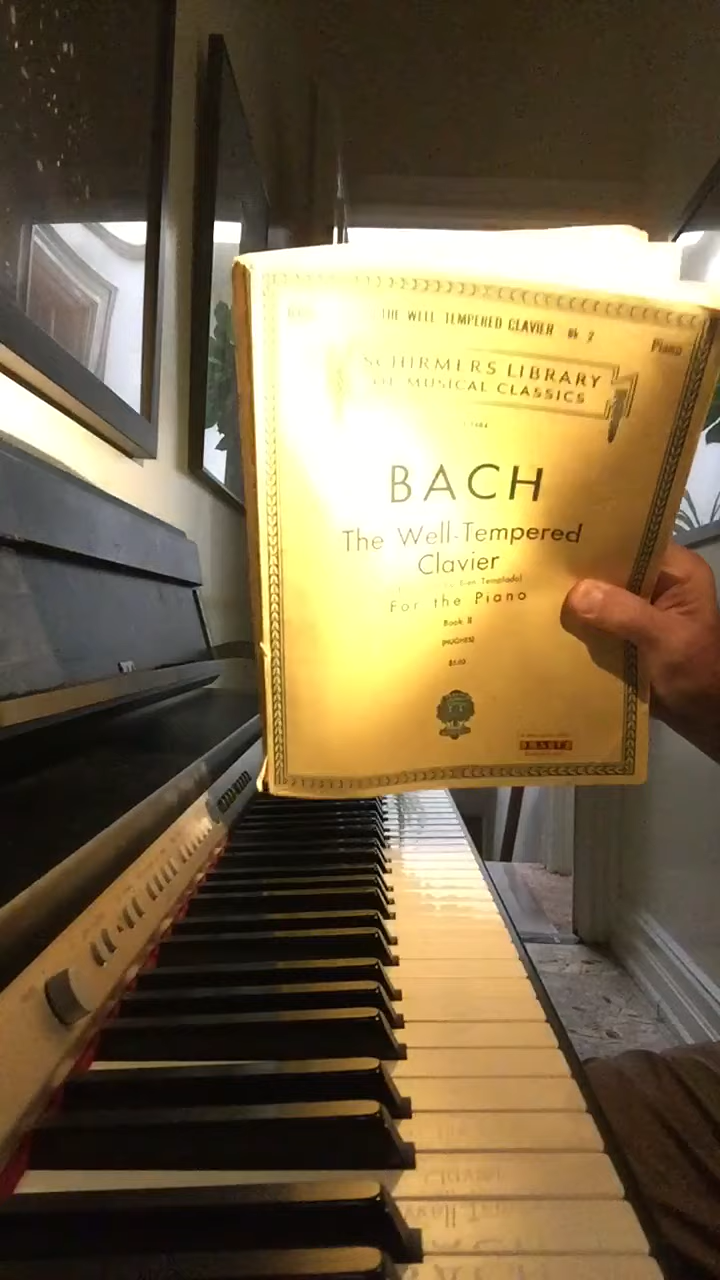 THE WELL TEMPERED CLAVIER Bk 2
Piano
SCHIRMER'S LIBRARY
OF MUSICAL CLASSICS
BACH
The Well-Tempered
Clavier
For the Piano
Book II
(HUGHES)